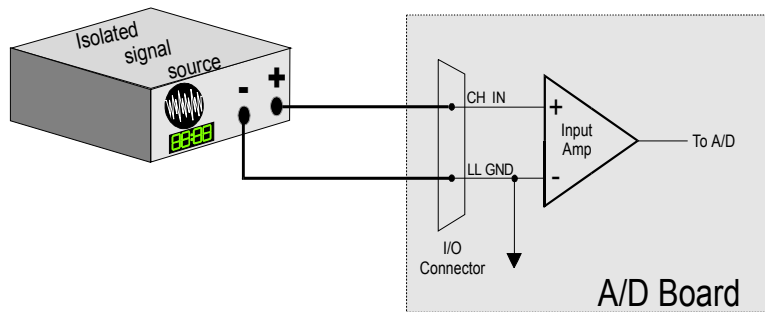 Isolated
signal
source
- +
88:88
CH IN
+
Input
Amp
To A/D
LL GND
-
I/O
Connector
A/D Board